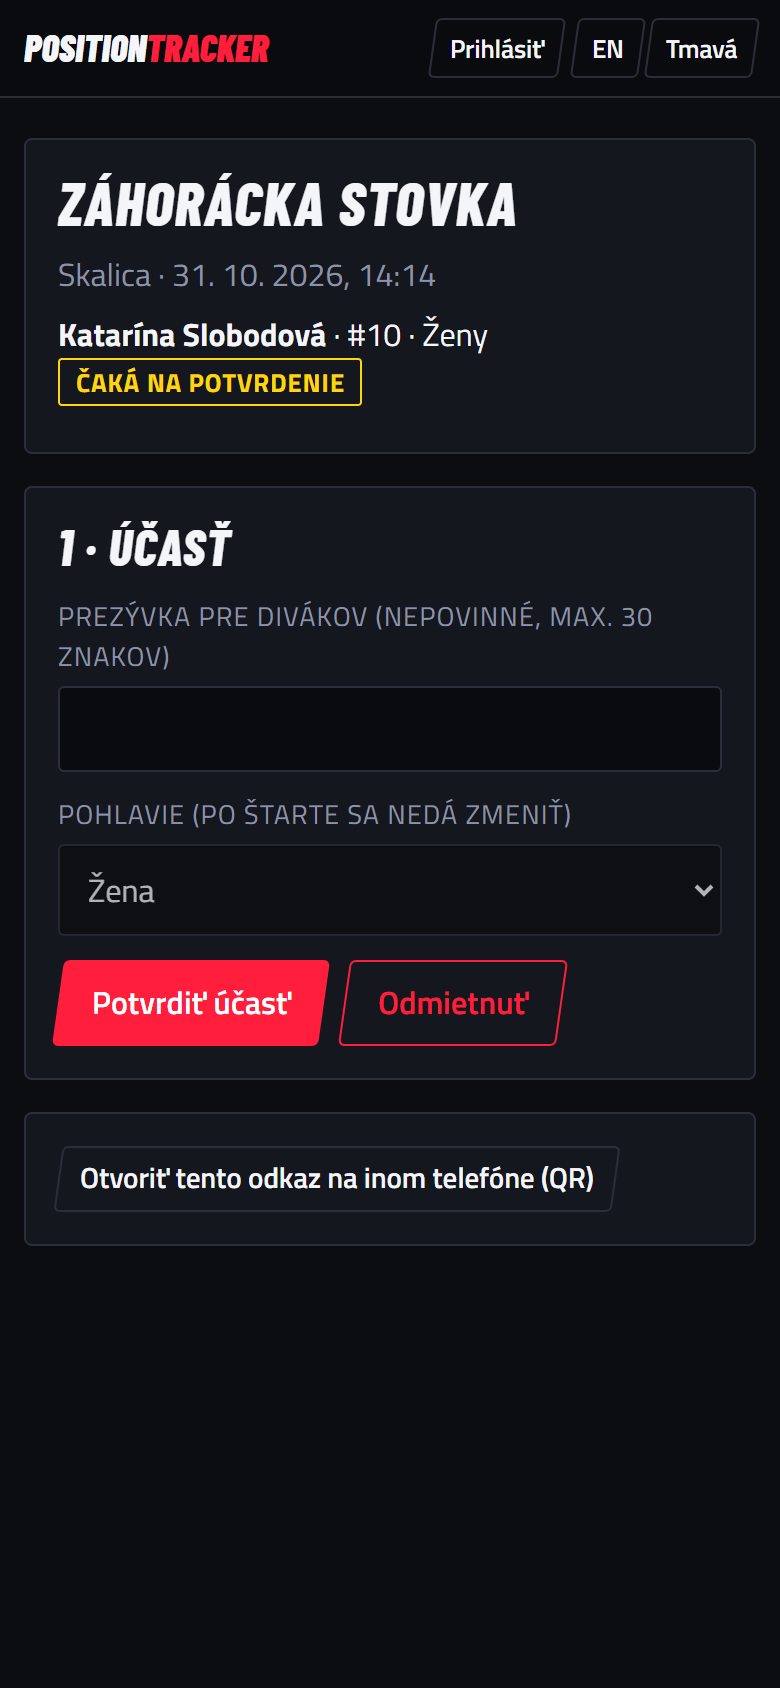 POSITIONTRACKER
Prihlásiť
EN
Tmavá
ZÁHORÁCKA STOVKA
Skalica · 31. 10. 2026, 14:14
Katarína Slobodová · #10 · Ženy
ČAKÁ NA POTVRDENIE
1 · ÚČASŤ
PREZÝVKA PRE DIVÁKOV (NEPOVINNÉ, MAX. 30
ZNAKOV)
POHLAVIE (PO ŠTARTE SA NEDÁ ZMENIŤ)
Žena
Potvrdiť účasť
Odmietnuť
Otvoriť tento odkaz na inom telefóne (QR)